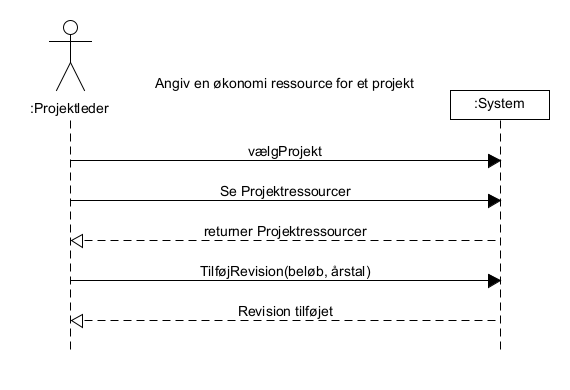 Angiv en økonomi ressource for et projekt
:Projektleder
:System
vælgProjekt
Se Projektressourcer
returner Projektressourcer
TilføjRevision(beløb, årstal)
Revision tilføjet